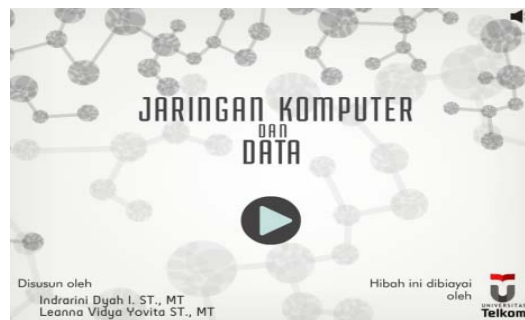 JARINGAN KOMPUTER
DAN
DATA
Disusun oleh
Indrarini Dyah I. ST., MT
Leanna Vidya Yovita ST., MT
Hibah ini dibiayai
oleh
UNIVERSITAS
Telkom